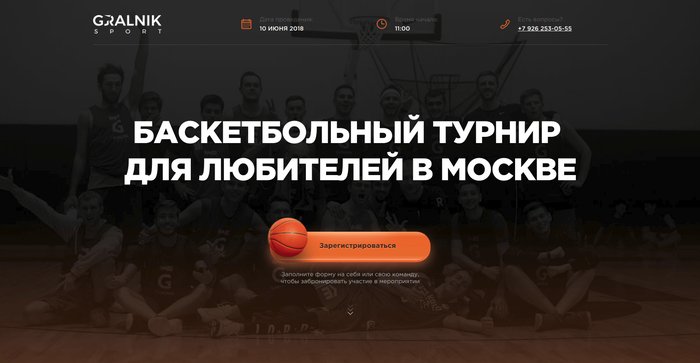 GRALNIK
SPORT
Дата проведения:
10 ИЮНЯ 2018
Время начала:
11:00
Есть вопросы?
+7 926 253-05-55
БАСКЕТБОЛЬНЫЙ ТУРНИР
ДЛЯ ЛЮБИТЕЛЕЙ В МОСКВЕ
Зарегистрироваться
Заполните форму на себя или свою команду,
чтобы забронировать участие в мероприятии